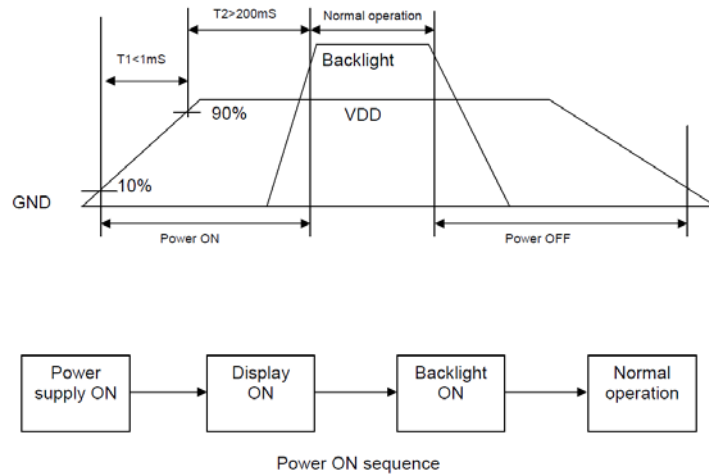 T2>200mS
Normal operation
T1<1mS
Backlight
90%
VDD
10%
GND
Power ON
Power OFF
Power
supply ON
Display
ON
Backlight
ON
Normal
operation
Power ON sequence